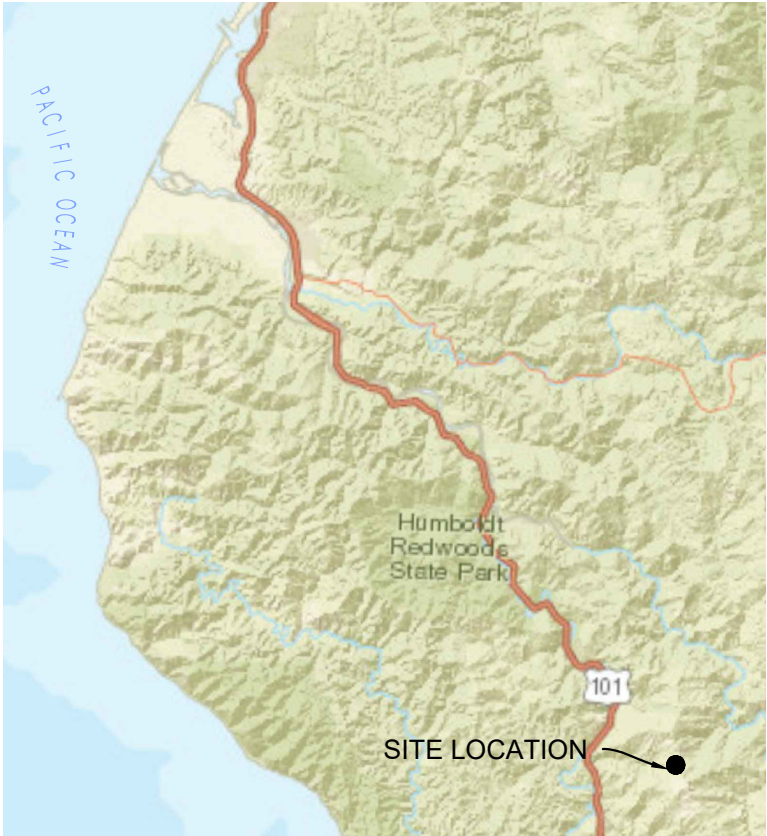 PACIFIC OCEAN
Humboldt
Redwoods
State Park
101
SITE LOCATION